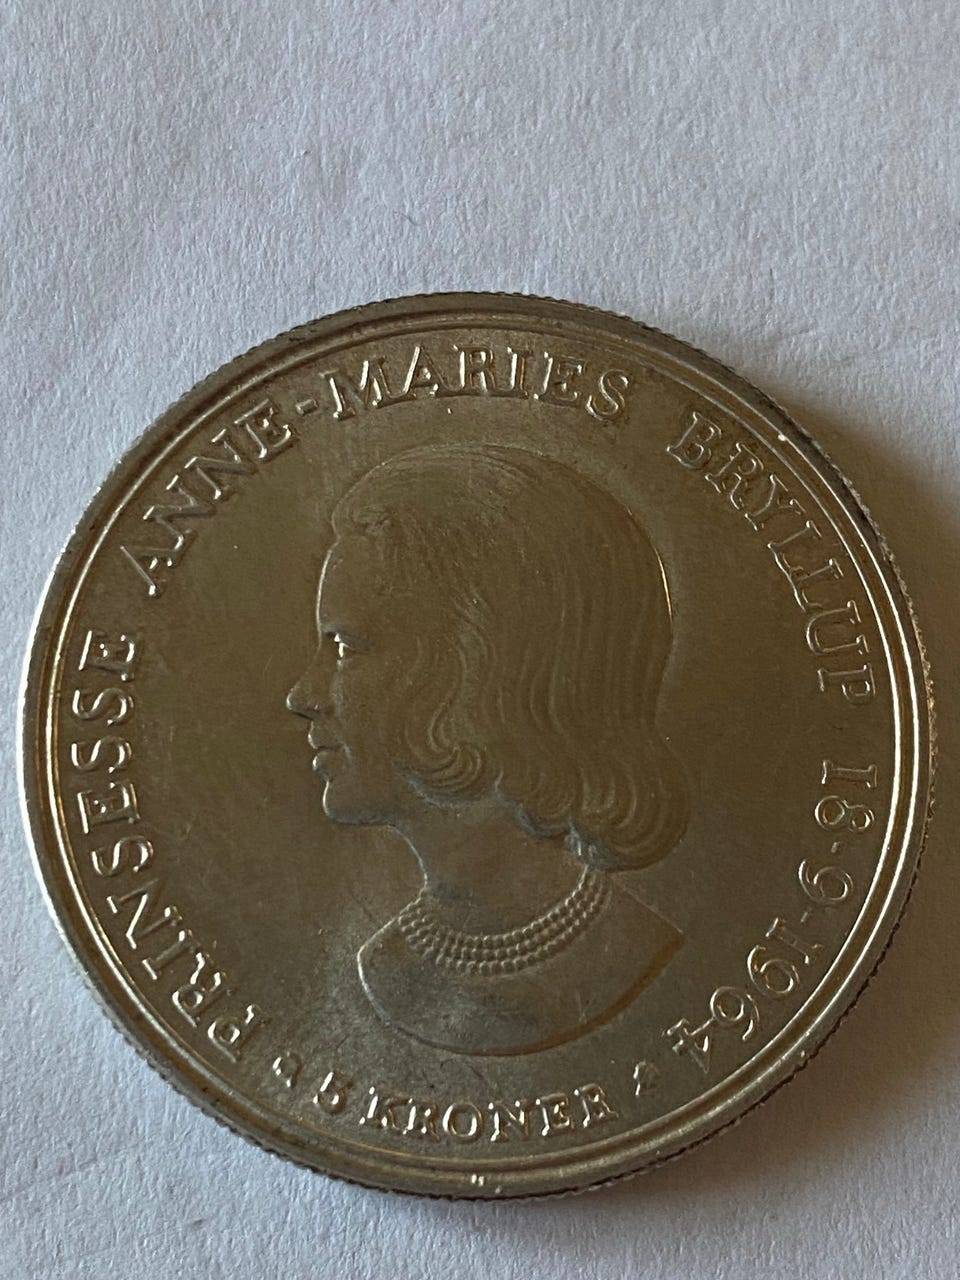 PRINSESSE ANNE-MARIES BRYLLUP 18-9-1964
5 KRONER